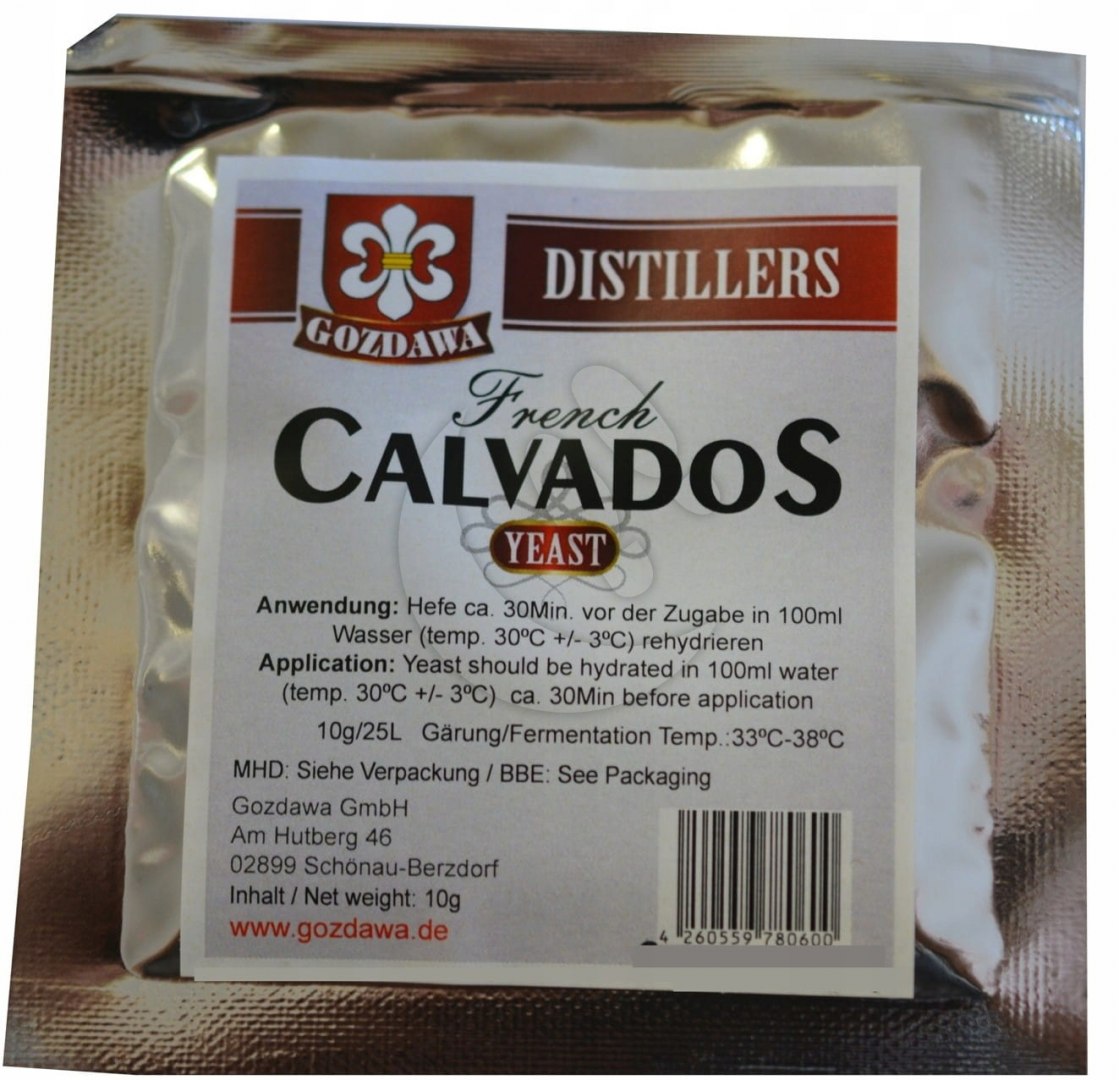 DISTILLERS
GOZDAWA
French
CALVADOS
YEAST
Anwendung: Hefe ca. 30Min. vor der Zugabe in 100ml
Wasser (temp. 30ºC +/- 3ºC) rehydrieren
Application: Yeast should be hydrated in 100ml water
(temp. 30ºC +/- 3ºC) ca. 30Min before application
10g/25L Gärung/Fermentation Temp.:33ºC-38ºC
MHD: Siehe Verpackung / BBE: See Packaging
Gozdawa GmbH
Am Hutberg 46
02899 Schönau-Berzdorf
Inhalt / Net weight: 10g
www.gozdawa.de
4 260559 780600